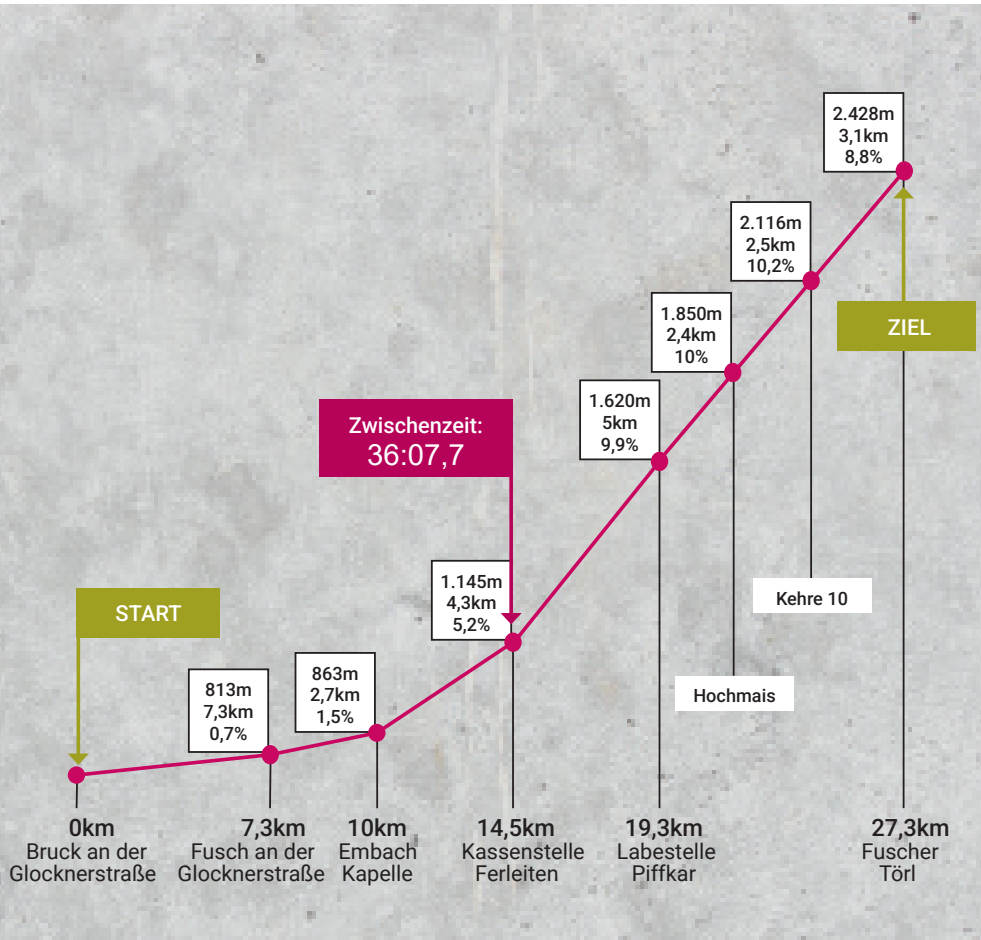 2.428m
3,1km
8,8%
2.116m
2,5km
10,2%
1.850m
2,4km
10%
ZIEL
1.620m
5km
9,9%
Zwischenzeit:
36:07,7
1.145m
4,3km
5,2%
Kehre 10
START
863m
2,7km
1,5%
813m
7,3km
0,7%
Hochmais
0km
Bruck an der
Glocknerstraße
7,3km
Fusch an der
Glocknerstraße
10km
Embach
Kapelle
14,5km
Kassenstelle
Ferleiten
19,3km
Labestelle
Piffkar
27,3km
Fuscher
Törl